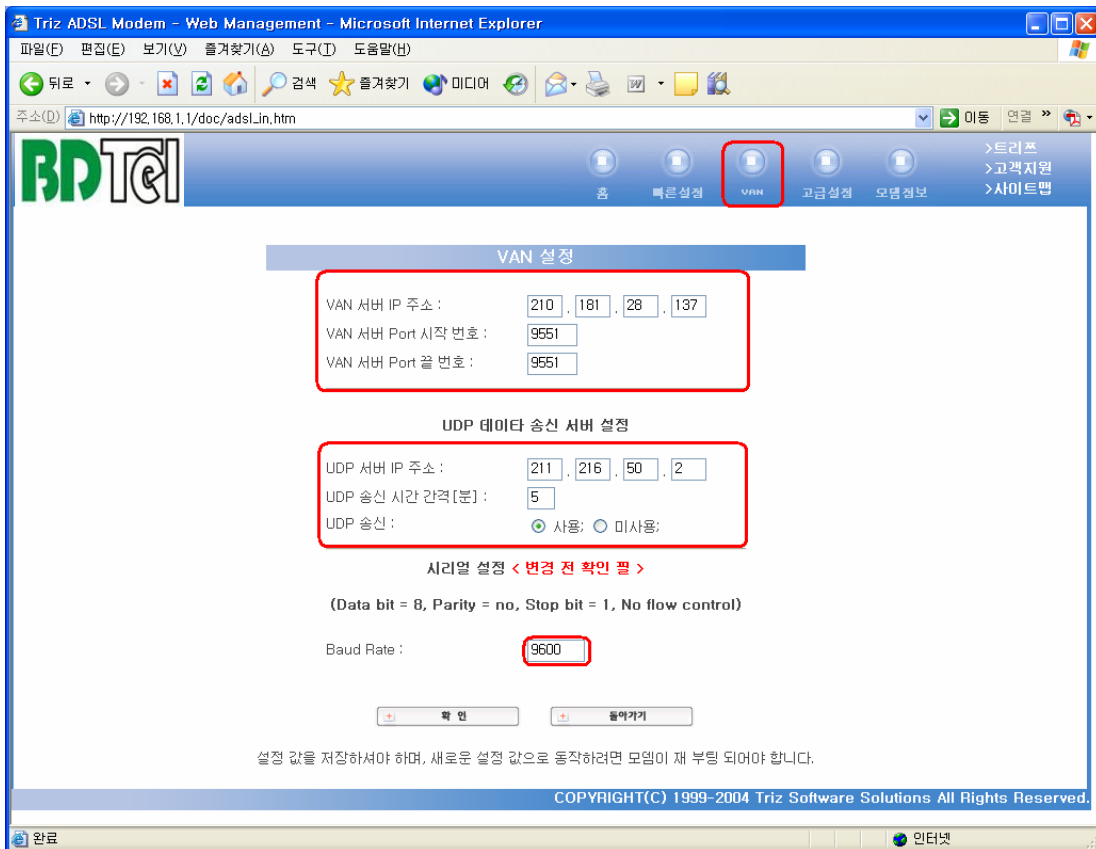 Triz ADSL Modem - Web Management - Microsoft Internet Explorer
파일(F) 편집(E) 보기(V) 즐겨찾기(A) 도구(T) 도움말(H)
뒤로 검색 즐겨찾기 미디어
주소(D) http://192,168,1,1/doc/adsl_in,htm 이동 연결 »
BDTel
홈 빠른설정 VAN 고급설정 모뎀정보
>트리쯔
>고객지원
>사이트맵
VAN 설정
VAN 서버 IP 주소 : 210 . 181 . 28 . 137
VAN 서버 Port 시작 번호 : 9551
VAN 서버 Port 끝 번호 : 9551
UDP 데이타 송신 서버 설정
UDP 서버 IP 주소 : 211 . 216 . 50 . 2
UDP 송신 시간 간격[분] : 5
UDP 송신 : 사용; 미사용;
시리얼 설정 < 변경 전 확인 필 >
(Data bit = 8, Parity = no, Stop bit = 1, No flow control)
Baud Rate : 9600
확 인 돌아가기
설정 값을 저장하셔야 하며, 새로운 설정 값으로 동작하려면 모뎀이 재 부팅 되어야 합니다.
COPYRIGHT(C) 1999-2004 Triz Software Solutions All Rights Reserved.
완료 인터넷